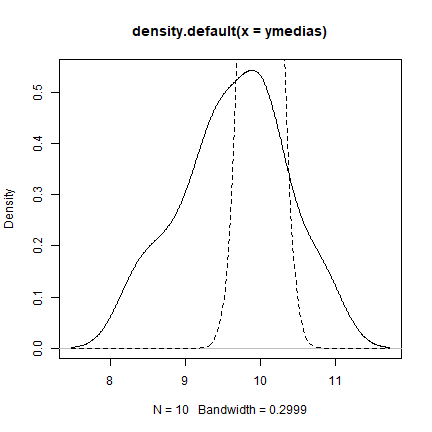 density.default(x = ymedias)
Density
0.5
0.4
0.3
0.2
0.1
0.0
8 9 10 11
N = 10 Bandwidth = 0.2999